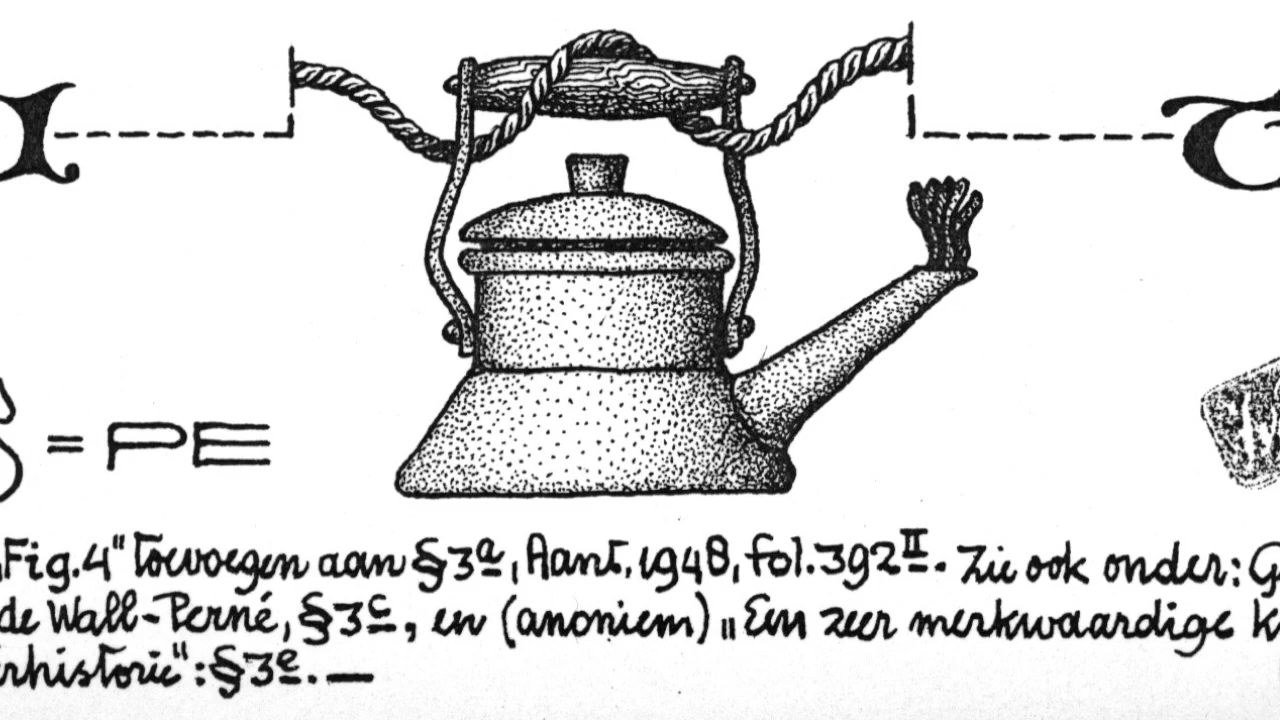 = PE
Fig.4" Toevoegen aan §3ª, Aant. 1948, fol. 392ᴵᴵ. Zie ook onder: G
de Wall-Perné, §3ᶜ, en (anoniem) „Een zeer merkwaardige k
rhistorie": §3ᵉ. —